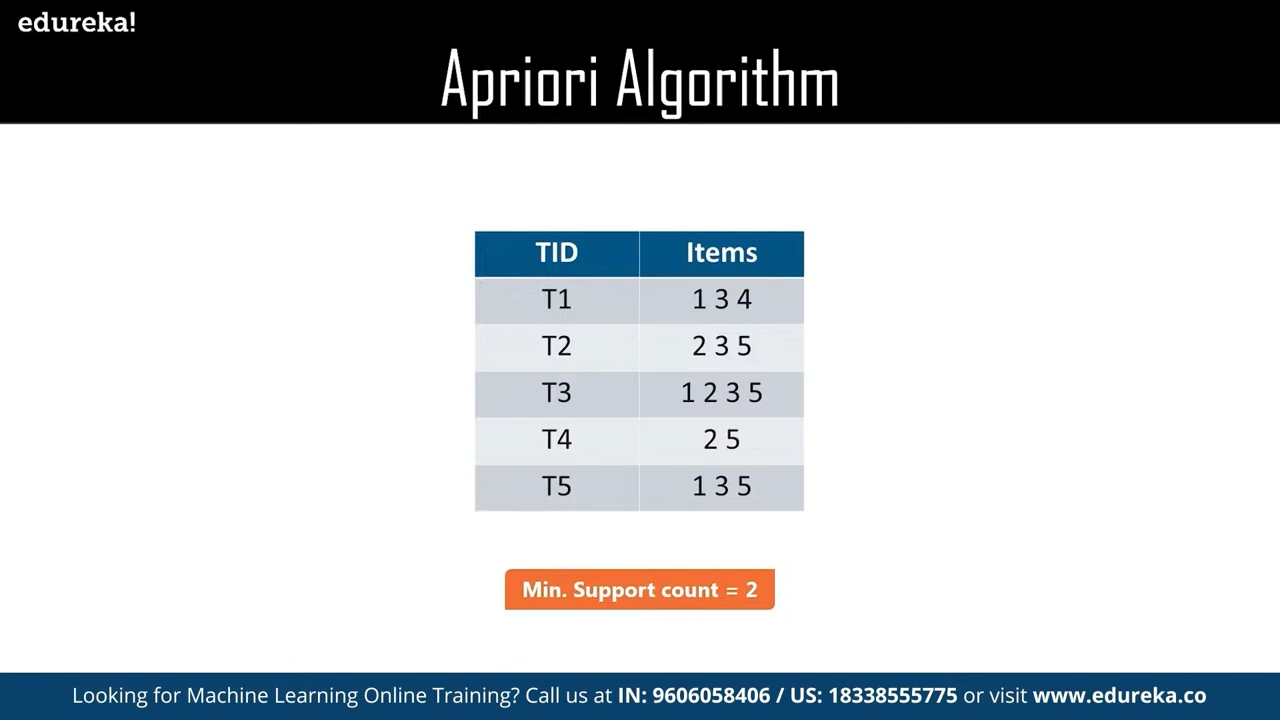 edureka!
Apriori Algorithm
TID Items
T1 1 3 4
T2 2 3 5
T3 1 2 3 5
T4 2 5
T5 1 3 5
Min. Support count = 2
Looking for Machine Learning Online Training? Call us at IN: 9606058406 / US: 18338555775 or visit www.edureka.co